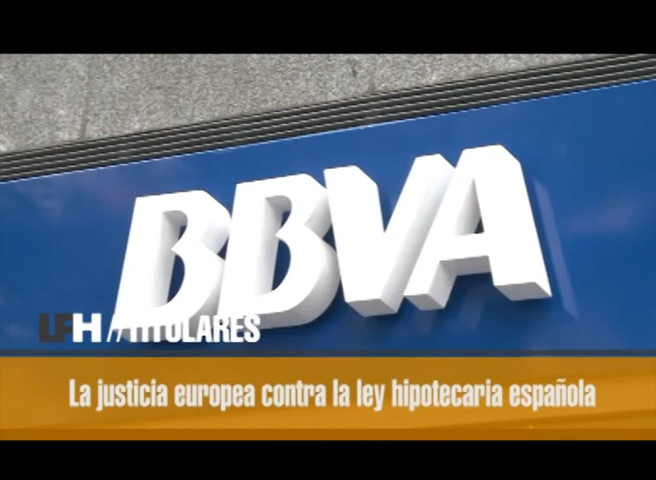 BBVA
LFH // TITULARES
La justicia europea contra la ley hipotecaria española